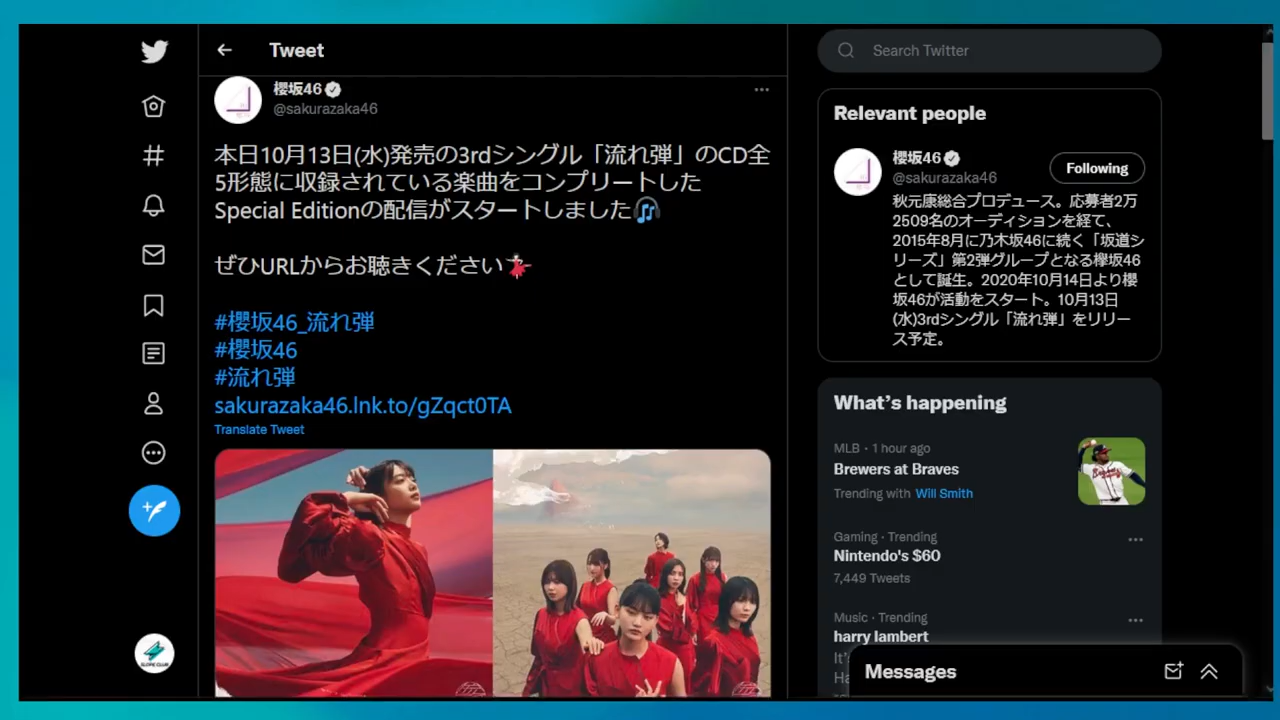 Tweet
櫻坂46
@sakurazaka46
本日10月13日(水)発売の3rdシングル「流れ弾」のCD全
5形態に収録されている楽曲をコンプリートした
Special Editionの配信がスタートしました🎧
ぜひURLからお聴きください💃
#櫻坂46_流れ弾
#櫻坂46
#流れ弾
sakurazaka46.lnk.to/gZqct0TA
Translate Tweet
Search Twitter
Relevant people
櫻坂46
@sakurazaka46
Following
秋元康総合プロデュース。応募者2万
2509名のオーディションを経て、
2015年8月に乃木坂46に続く「坂道シ
リーズ」第2弾グループとなる欅坂46
として誕生。2020年10月14日より櫻
坂46が活動をスタート。10月13日
(水)3rdシングル「流れ弾」をリリー
ス予定。
What's happening
MLB · 1 hour ago
Brewers at Braves
Trending with Will Smith
Gaming · Trending
Nintendo's $60
7,449 Tweets
Music · Trending
harry lambert
It's
Ha
Messages
SLOPE CLUB